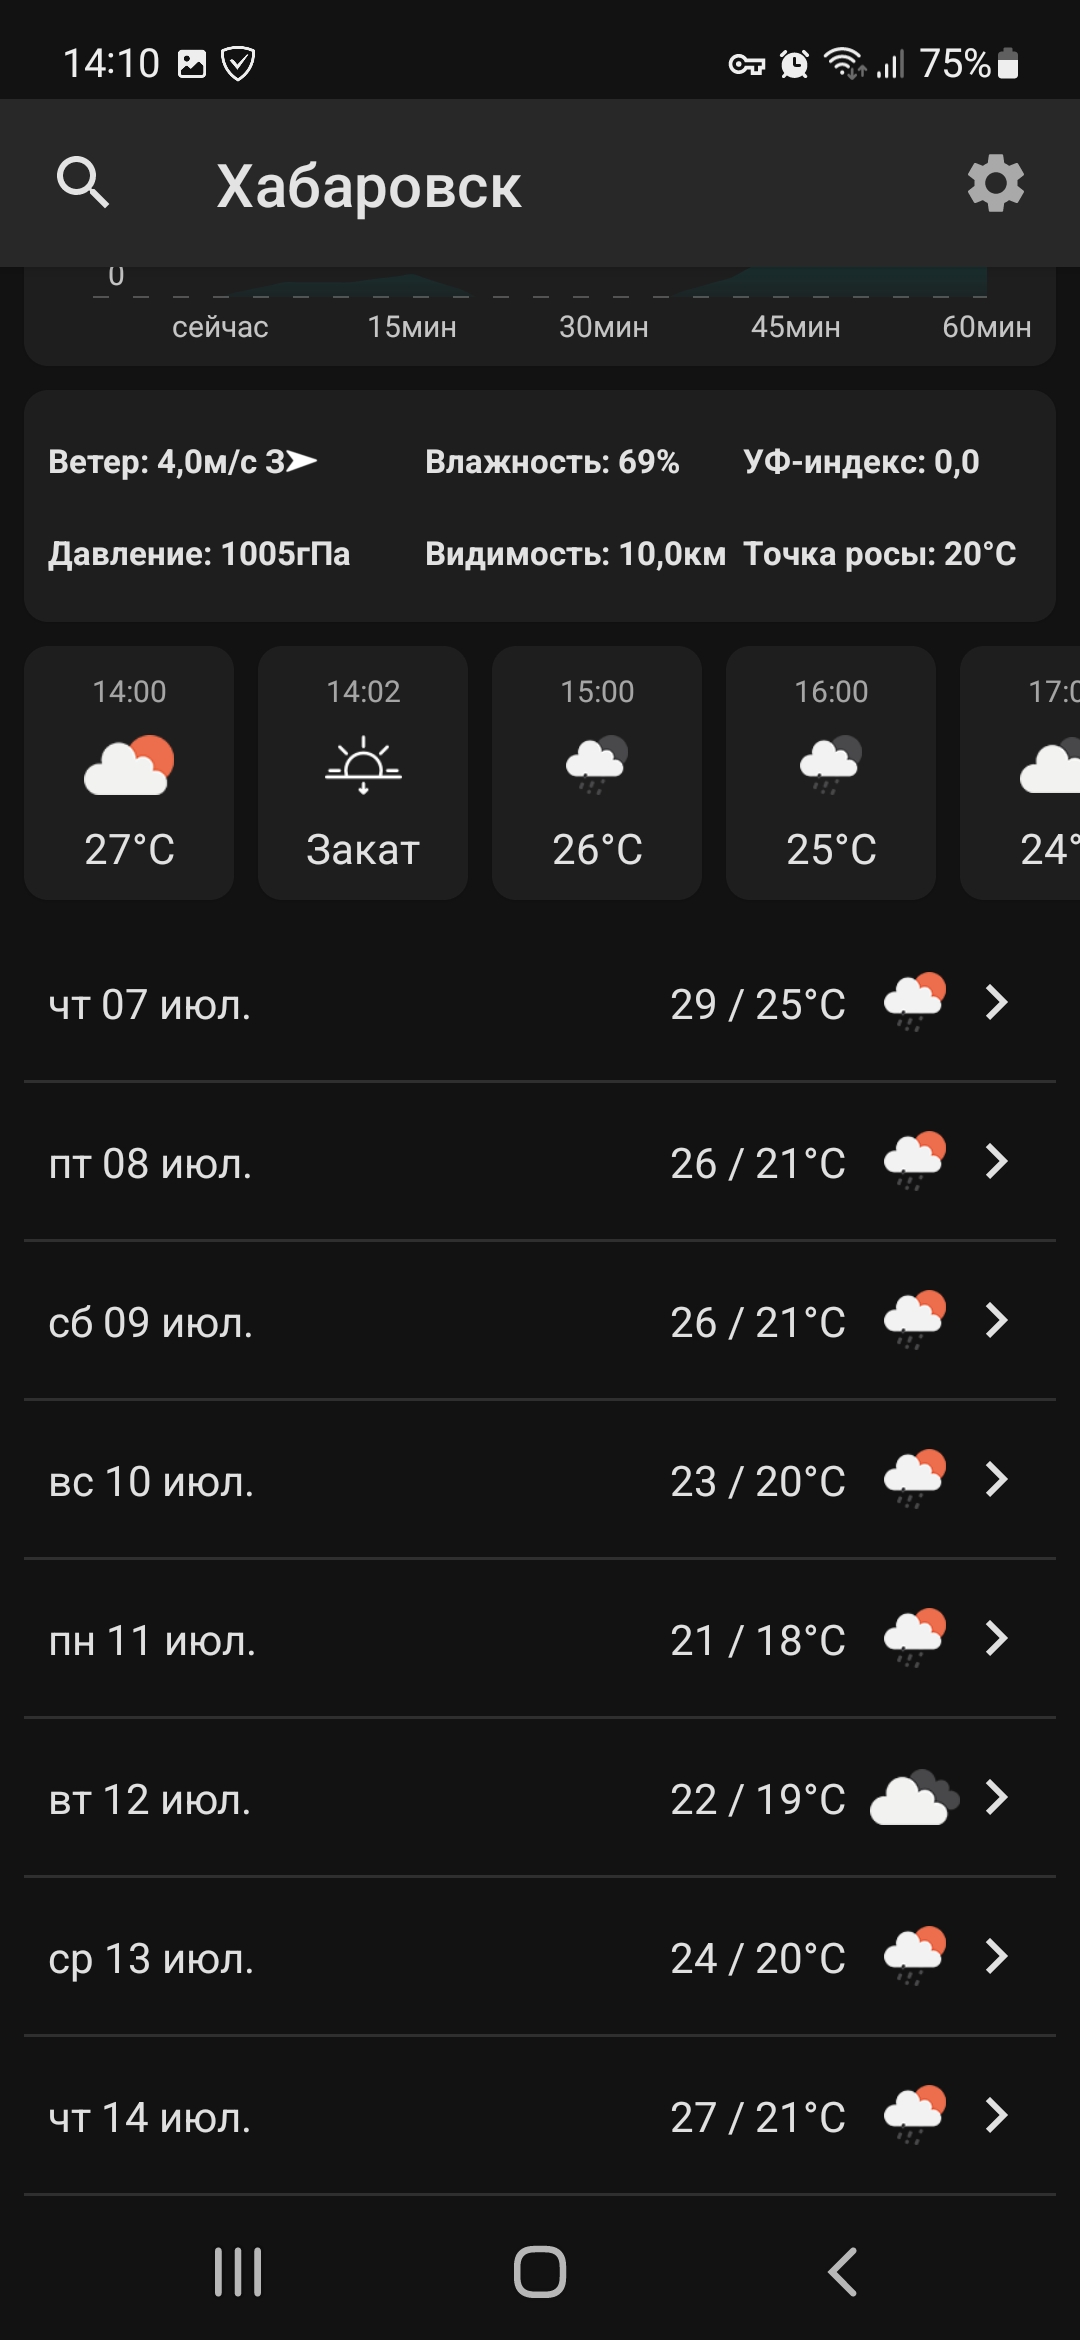 14:10 75%
Хабаровск
0
сейчас 15мин 30мин 45мин 60мин
Ветер: 4,0м/с З➤ Влажность: 69% УФ-индекс: 0,0
Давление: 1005гПа Видимость: 10,0км Точка росы: 20°C
14:00 14:02 15:00 16:00 17:0
27°C Закат 26°C 25°C 24°
чт 07 июл. 29 / 25°C
пт 08 июл. 26 / 21°C
сб 09 июл. 26 / 21°C
вс 10 июл. 23 / 20°C
пн 11 июл. 21 / 18°C
вт 12 июл. 22 / 19°C
ср 13 июл. 24 / 20°C
чт 14 июл. 27 / 21°C